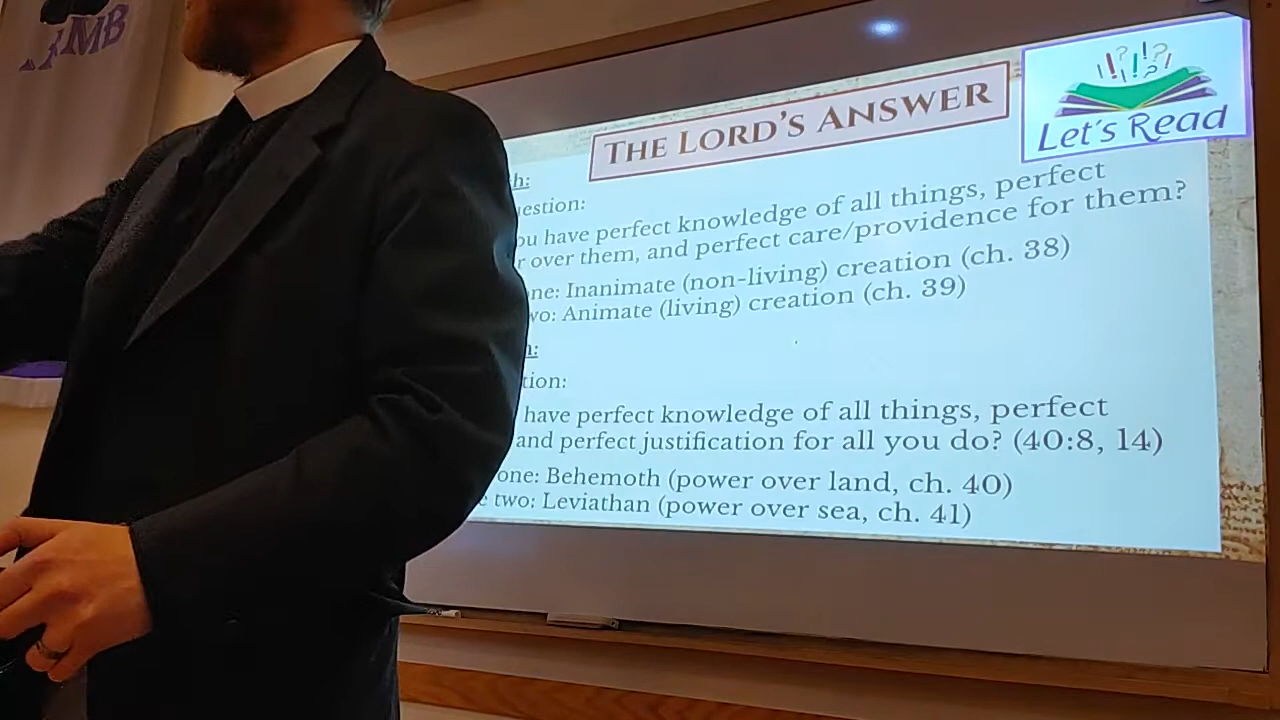 MB
THE LORD'S ANSWER
Let's Read
h:
uestion:
ou have perfect knowledge of all things, perfect
r over them, and perfect care/providence for them?
ne: Inanimate (non-living) creation (ch. 38)
wo: Animate (living) creation (ch. 39)
h:
tion:
have perfect knowledge of all things, perfect
and perfect justification for all you do? (40:8, 14)
one: Behemoth (power over land, ch. 40)
e two: Leviathan (power over sea, ch. 41)